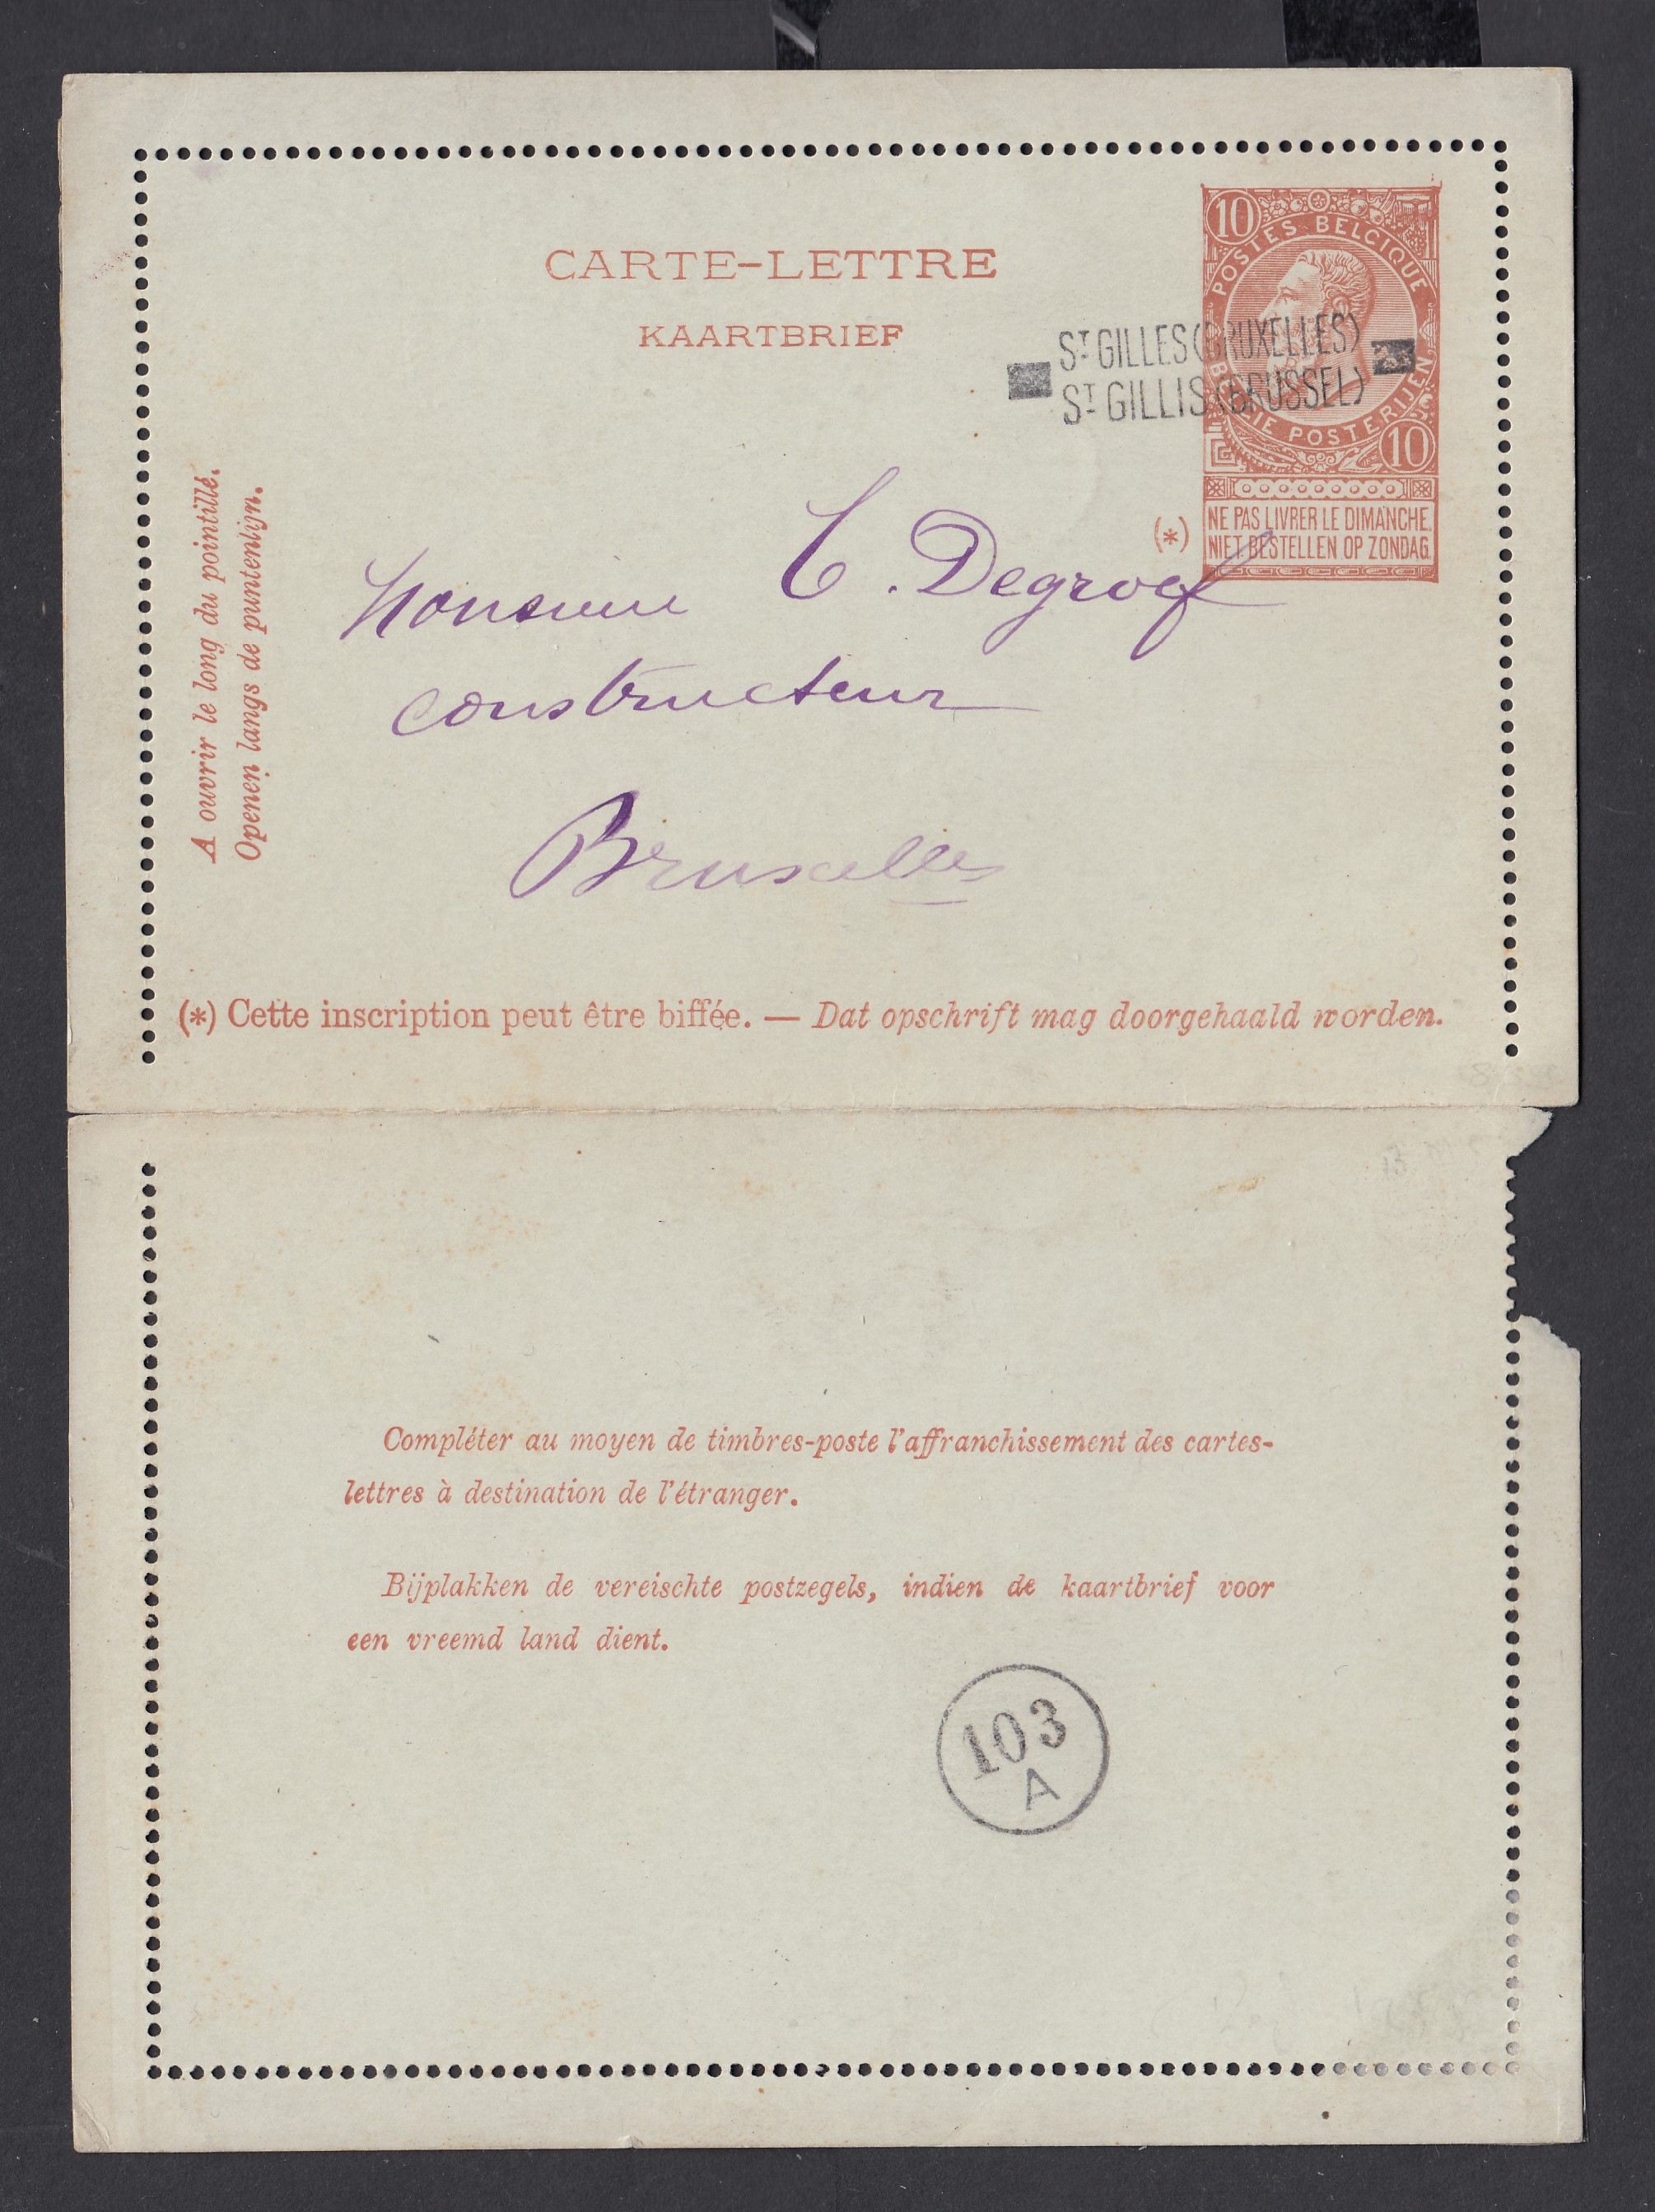 CARTE-LETTRE
KAARTBRIEF
10
POSTES BELGIQUE
BELGIE POSTERIJEN
10
ST GILLES (BRUXELLES)
ST GILLIS (BRUSSEL)
(*)
NE PAS LIVRER LE DIMANCHE.
NIET BESTELLEN OP ZONDAG.
A ouvrir le long du pointillé.
Openen langs de puntenlijn.
Monsieur C. Degroef
constructeur
Bruxelles
(*) Cette inscription peut être biffée. — Dat opschrift mag doorgehaald worden.
Compléter au moyen de timbres-poste l'affranchissement des cartes-
lettres à destination de l'étranger.
Bijplakken de vereischte postzegels, indien de kaartbrief voor
een vreemd land dient.
103
A